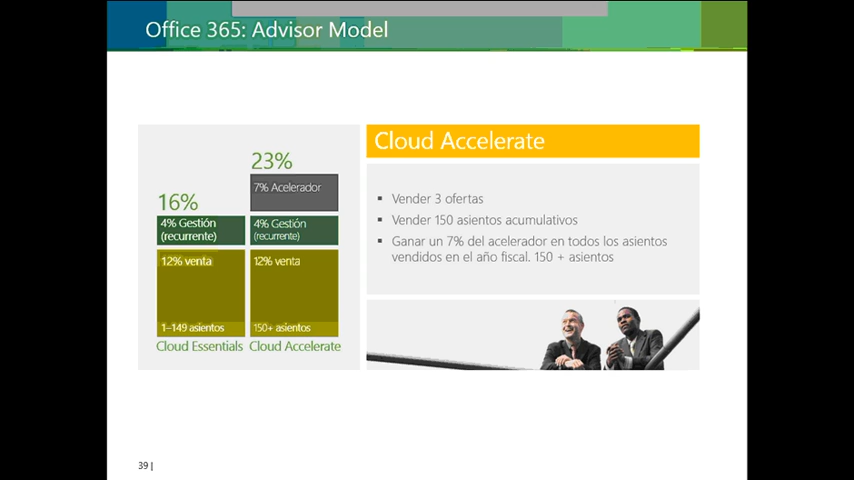 Office 365: Advisor Model
23%
7% Acelerador
16%
4% Gestión
(recurrente)
4% Gestión
(recurrente)
12% venta
12% venta
1–149 asientos
150+ asientos
Cloud Essentials
Cloud Accelerate
Cloud Accelerate
▪ Vender 3 ofertas
▪ Vender 150 asientos acumulativos
▪ Ganar un 7% del acelerador en todos los asientos
vendidos en el año fiscal. 150 + asientos
39 |